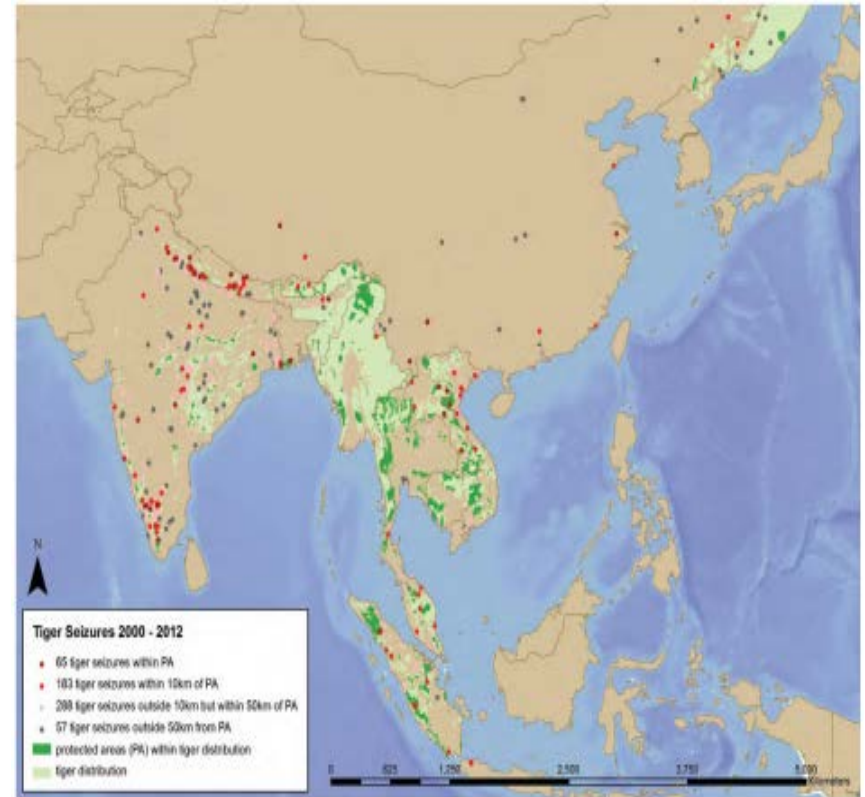 N
Tiger Seizures 2000 - 2012
65 tiger seizures within PA
183 tiger seizures within 10km of PA
288 tiger seizures outside 10km but within 50km of PA
57 tiger seizures outside 50km from PA
protected areas (PA) within tiger distribution
tiger distribution
0 625 1,250 2,500 3,750 5,000
Kilometers